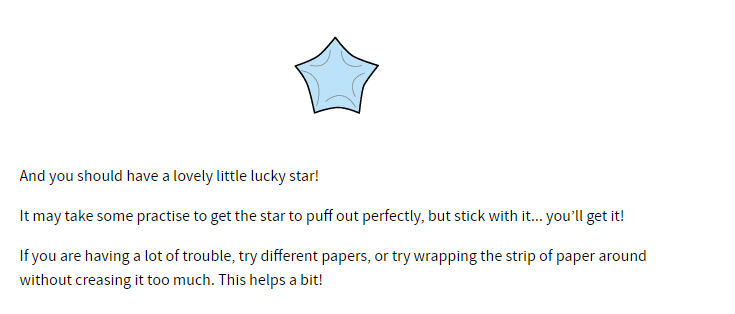 And you should have a lovely little lucky star!
It may take some practise to get the star to puff out perfectly, but stick with it... you'll get it!
If you are having a lot of trouble, try different papers, or try wrapping the strip of paper around
without creasing it too much. This helps a bit!